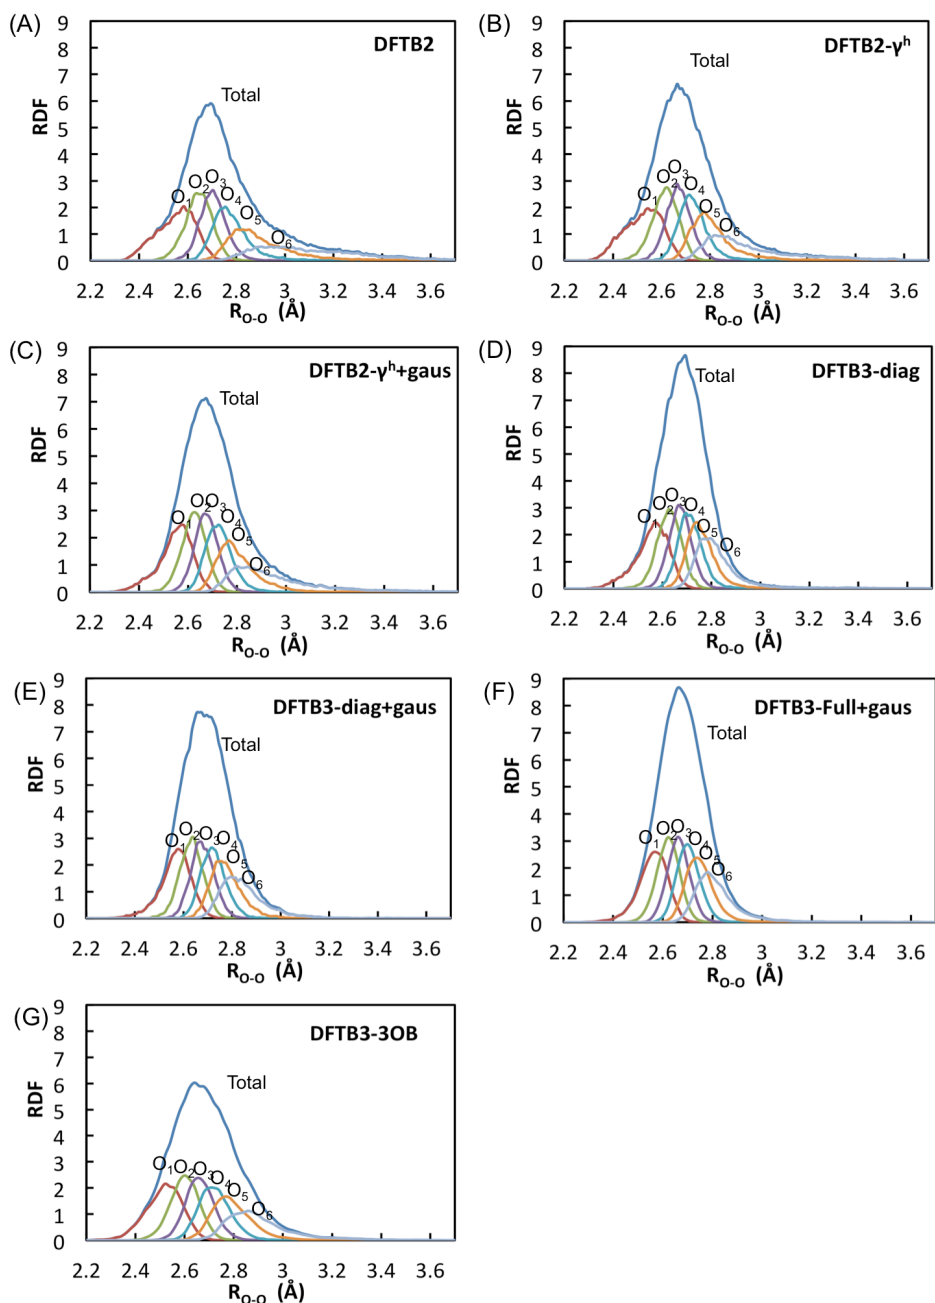 (A)
DFTB2
Total
O1 O2 O3 O4 O5 O6
RDF
9
8
7
6
5
4
3
2
1
0
2.2 2.4 2.6 2.8 3 3.2 3.4 3.6
RO-O (Å)
(B)
DFTB2-γh
Total
O1 O2 O3 O4 O5 O6
RDF
9
8
7
6
5
4
3
2
1
0
2.2 2.4 2.6 2.8 3 3.2 3.4 3.6
RO-O (Å)
(C)
DFTB2-γh+gaus
Total
O1 O2 O3 O4 O5 O6
RDF
9
8
7
6
5
4
3
2
1
0
2.2 2.4 2.6 2.8 3 3.2 3.4 3.6
RO-O (Å)
(D)
DFTB3-diag
Total
O1 O2 O3 O4 O5 O6
RDF
9
8
7
6
5
4
3
2
1
0
2.2 2.4 2.6 2.8 3 3.2 3.4 3.6
RO-O (Å)
(E)
DFTB3-diag+gaus
Total
O1 O2 O3 O4 O5 O6
RDF
9
8
7
6
5
4
3
2
1
0
2.2 2.4 2.6 2.8 3 3.2 3.4 3.6
RO-O (Å)
(F)
DFTB3-Full+gaus
Total
O1 O2 O3 O4 O5 O6
RDF
9
8
7
6
5
4
3
2
1
0
2.2 2.4 2.6 2.8 3 3.2 3.4 3.6
RO-O (Å)
(G)
DFTB3-3OB
Total
O1 O2 O3 O4 O5 O6
RDF
9
8
7
6
5
4
3
2
1
0
2.2 2.4 2.6 2.8 3 3.2 3.4 3.6
RO-O (Å)